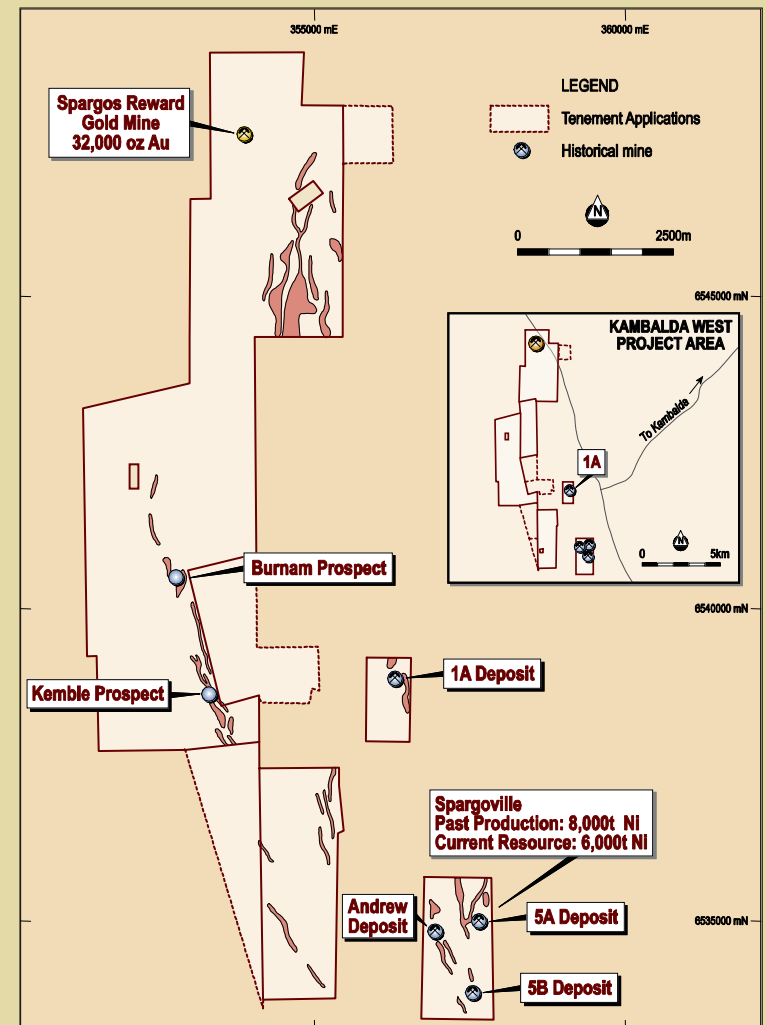 355000 mE
360000 mE
LEGEND
Tenement Applications
Historical mine
N
0
2500m
Spargos Reward
Gold Mine
32,000 oz Au
6545000 mN
KAMBALDA WEST
PROJECT AREA
To Kambalda
1A
N
0
5km
Burnam Prospect
6540000 mN
Kemble Prospect
1A Deposit
Spargoville
Past Production: 8,000t Ni
Current Resource: 6,000t Ni
Andrew
Deposit
5A Deposit
6535000 mN
5B Deposit